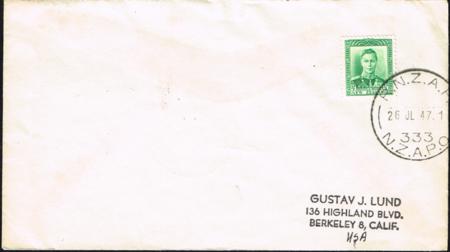 26 JL 47.1
333
N.Z.A.P.O
GUSTAV J. LUND
136 HIGHLAND BLVD.
BERKELEY 8, CALIF.
USA